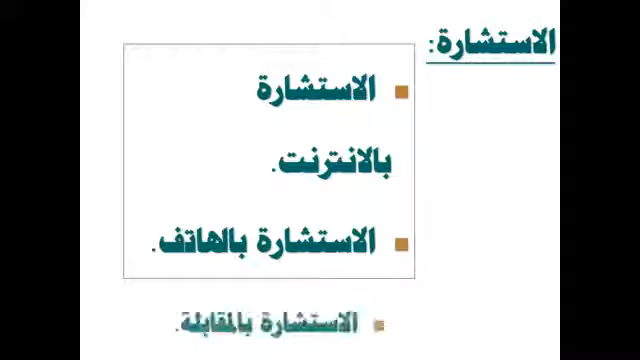 الاستشارة:
الاستشارة
بالانترنت.
الاستشارة بالهاتف.
الاستشارة بالمقابلة.